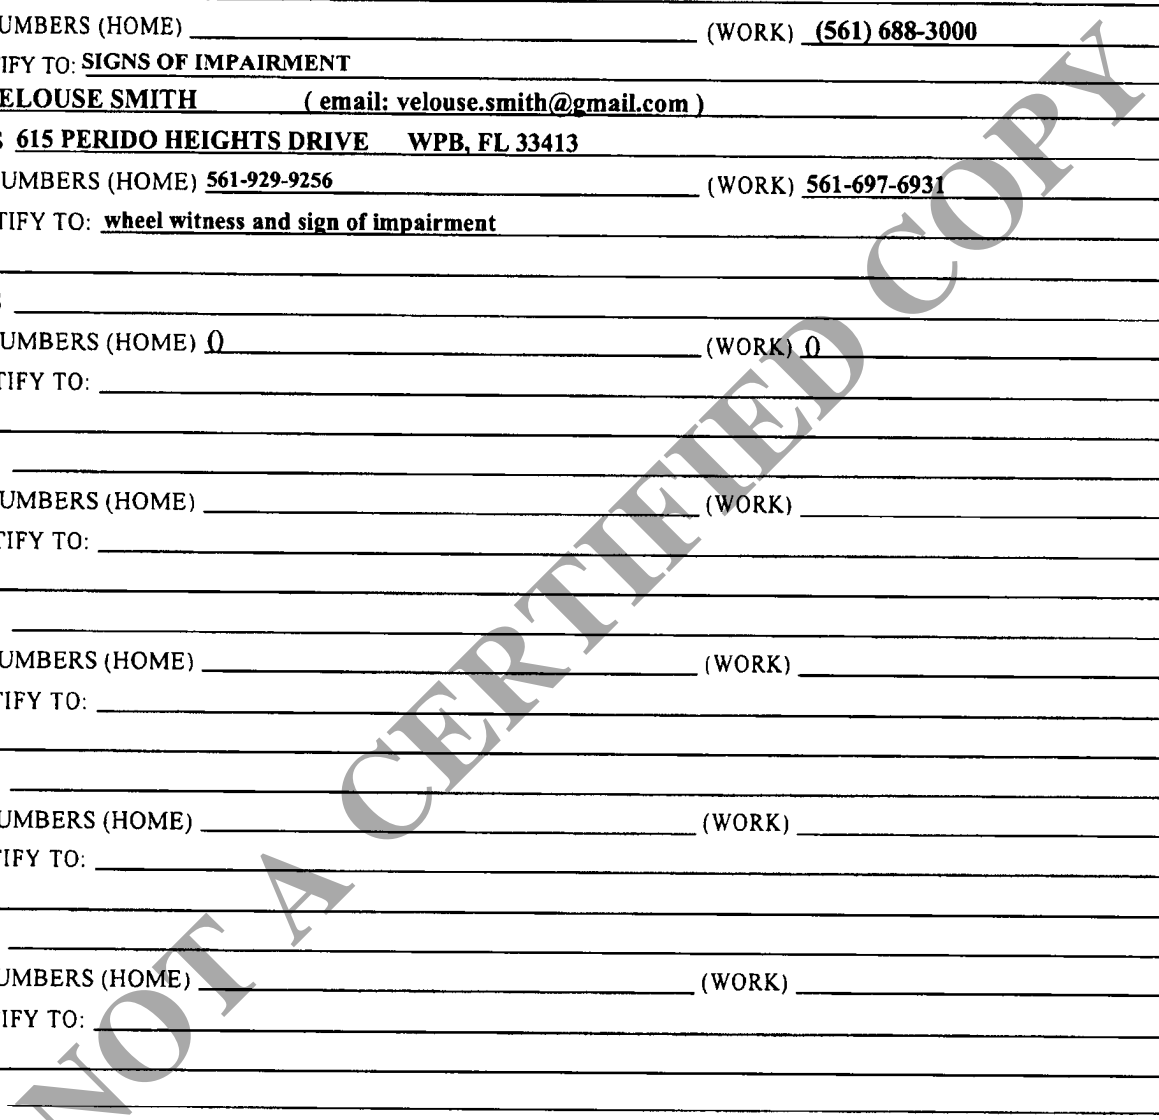 UMBERS (HOME) (WORK) (561) 688-3000
IFY TO: SIGNS OF IMPAIRMENT
ELOUSE SMITH ( email: velouse.smith@gmail.com )
S 615 PERIDO HEIGHTS DRIVE WPB, FL 33413
UMBERS (HOME) 561-929-9256 (WORK) 561-697-6931
TIFY TO: wheel witness and sign of impairment
S
UMBERS (HOME) () (WORK) ()
TIFY TO:
UMBERS (HOME) (WORK)
TIFY TO:
UMBERS (HOME) (WORK)
TIFY TO:
UMBERS (HOME) (WORK)
TIFY TO:
UMBERS (HOME) (WORK)
IFY TO:
NOT A CERTIFIED COPY